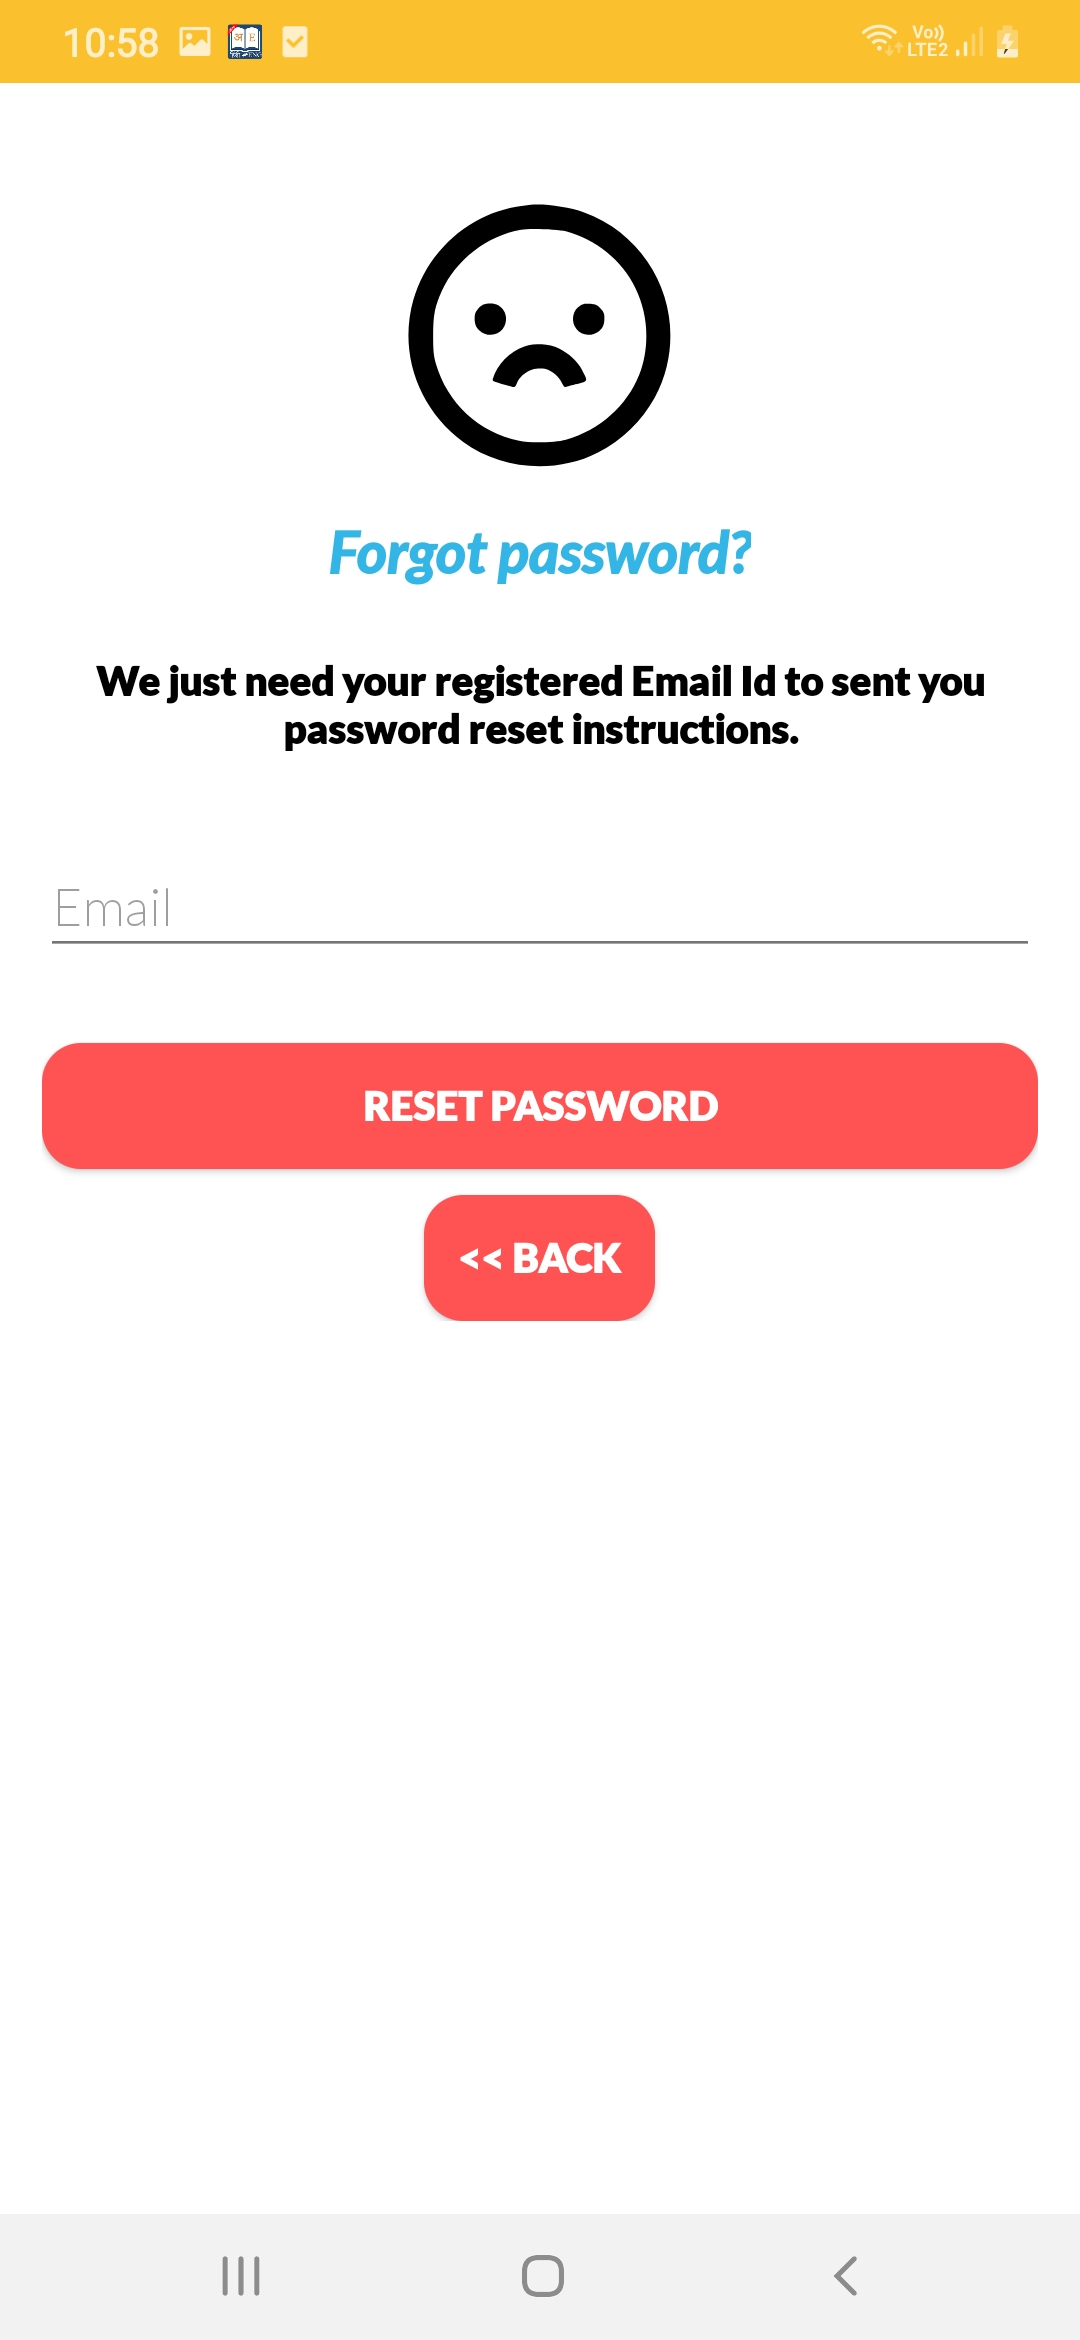 10:58
Vo))
LTE2
Forgot password?
We just need your registered Email Id to sent you
password reset instructions.
Email
RESET PASSWORD
<< BACK